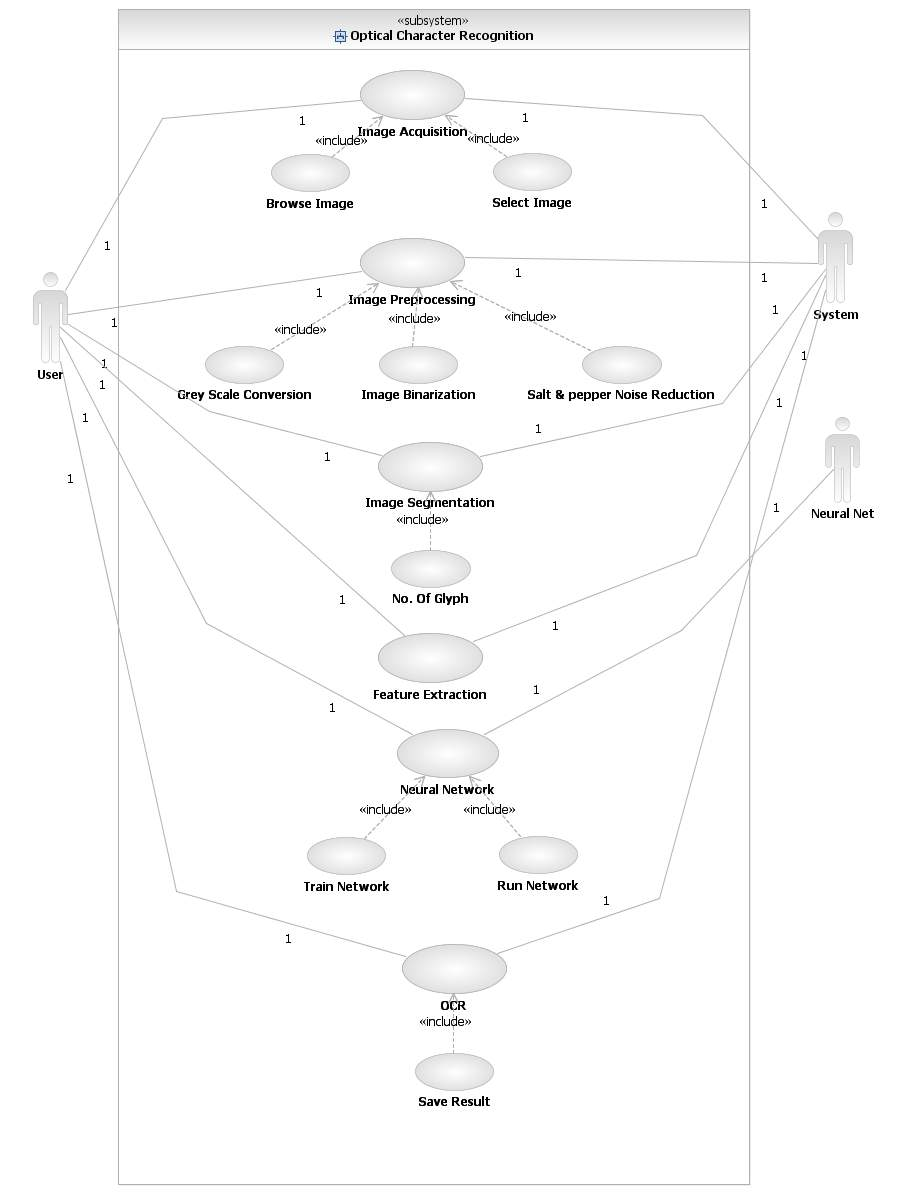 «subsystem»
Optical Character Recognition
1
1
Image Acquisition
«include»
«include»
Browse Image
Select Image
1
1
1
1
1
1
Image Preprocessing
1
«include»
«include»
«include»
System
User
1
1
1
Grey Scale Conversion
Image Binarization
Salt & pepper Noise Reduction
1
1
1
1
1
1
Image Segmentation
1
Neural Net
«include»
No. Of Glyph
1
1
Feature Extraction
1
1
Neural Network
«include»
«include»
Train Network
Run Network
1
1
OCR
«include»
Save Result